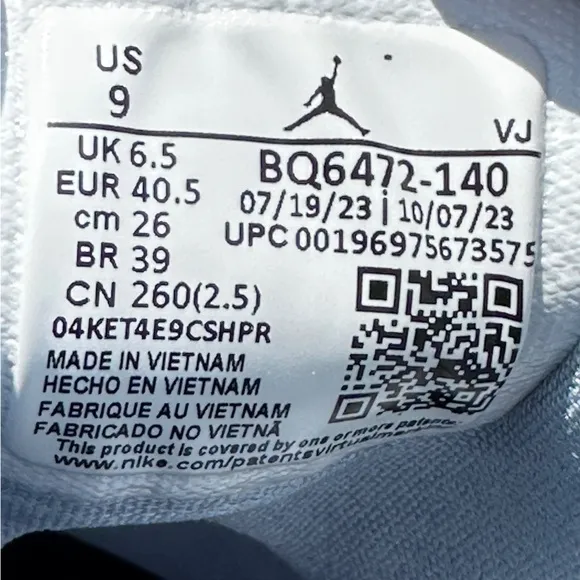 US
9
VJ
UK 6.5
EUR 40.5
cm 26
BR 39
CN 260(2.5)
BQ6472-140
07/19/23 | 10/07/23
UPC 00196975673575
04KET4E9CSHPR
MADE IN VIETNAM
HECHO EN VIETNAM
FABRIQUE AU VIETNAM
FABRICADO NO VIETNÃ
This product is covered by one or more
www.nike.com/patents